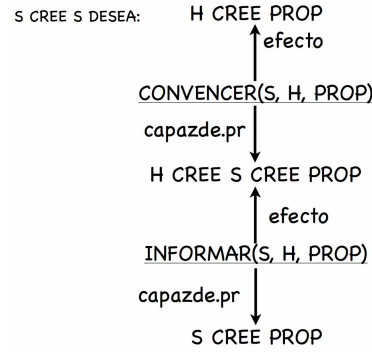 S CREE S DESEA: H CREE PROP
efecto
CONVENCER(S, H, PROP)
capazde.pr
H CREE S CREE PROP
efecto
INFORMAR(S, H, PROP)
capazde.pr
S CREE PROP